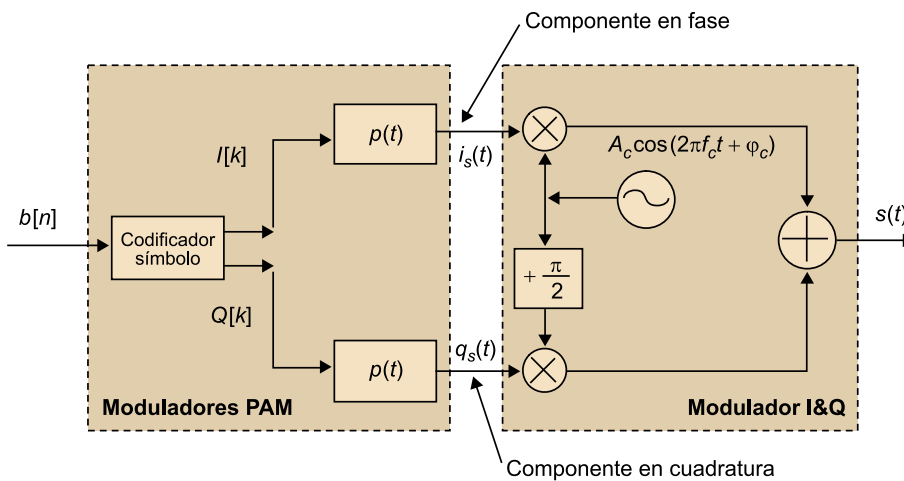 Componente en fase
p(t)
I[k]
i_s(t)
A_c cos(2πf_c t + φ_c)
b[n]
Codificador
símbolo
+ π/2
s(t)
Q[k]
p(t)
q_s(t)
Moduladores PAM
Modulador I&Q
Componente en cuadratura